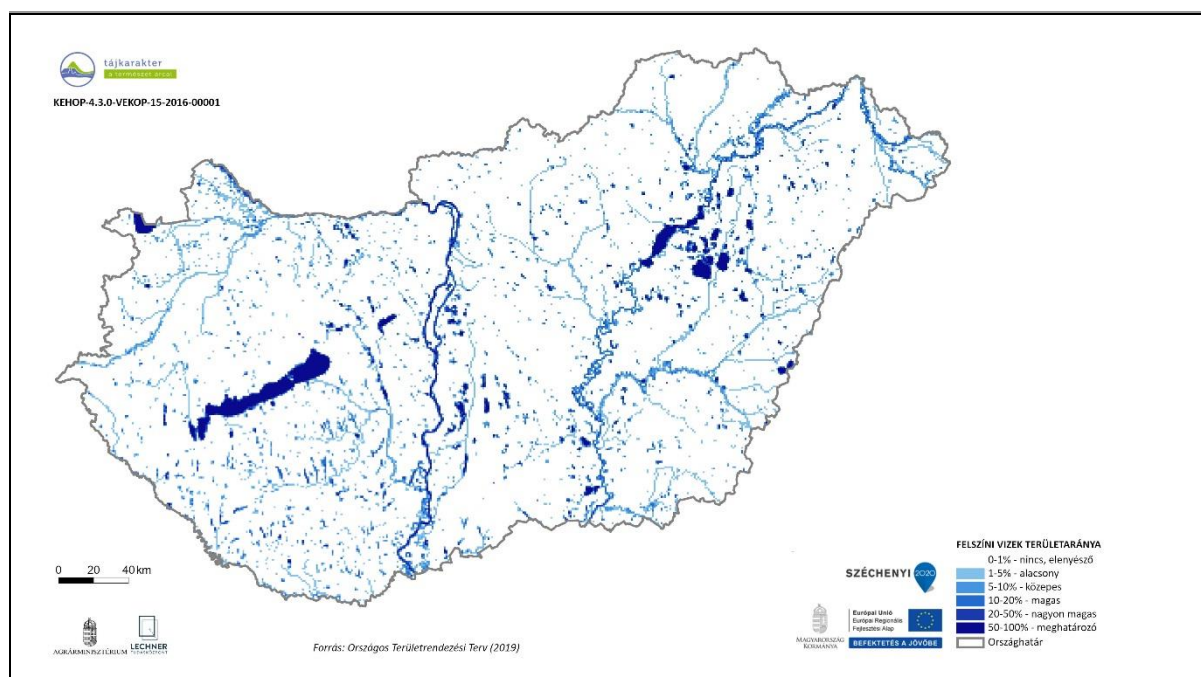 tájkarakter
a természet arcai
KEHOP-4.3.0-VEKOP-15-2016-00001
0 20 40 km
AGRÁRMINISZTÉRIUM
LECHNER
TUDÁSKÖZPONT
Forrás: Országos Területrendezési Terv (2019)
SZÉCHENYI 2020
MAGYARORSZÁG
KORMÁNYA
Európai Unió
Európai Regionális
Fejlesztési Alap
BEFEKTETÉS A JÖVŐBE
FELSZÍNI VIZEK TERÜLETARÁNYA
0-1% - nincs, elenyésző
1-5% - alacsony
5-10% - közepes
10-20% - magas
20-50% - nagyon magas
50-100% - meghatározó
Országhatár